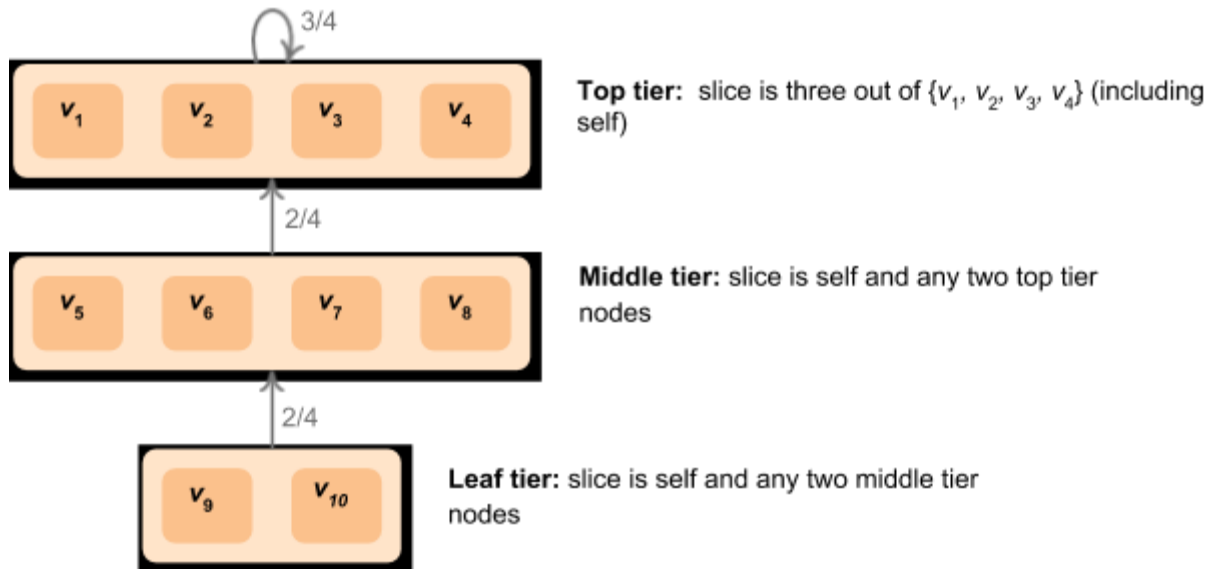 3/4
v1 v2 v3 v4
Top tier: slice is three out of {v1, v2, v3, v4} (including
self)
2/4
v5 v6 v7 v8
Middle tier: slice is self and any two top tier
nodes
2/4
v9 v10
Leaf tier: slice is self and any two middle tier
nodes